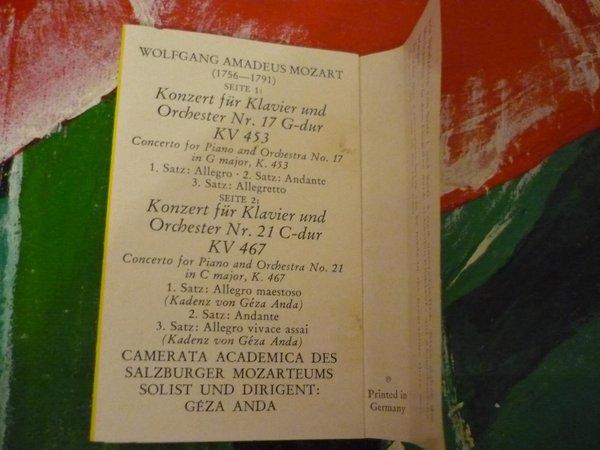 WOLFGANG AMADEUS MOZART
(1756—1791)
SEITE 1:
Konzert für Klavier und
Orchester Nr. 17 G-dur
KV 453
Concerto for Piano and Orchestra No. 17
in G major, K. 453
1. Satz: Allegro · 2. Satz: Andante
3. Satz: Allegretto
SEITE 2:
Konzert für Klavier und
Orchester Nr. 21 C-dur
KV 467
Concerto for Piano and Orchestra No. 21
in C major, K. 467
1. Satz: Allegro maestoso
(Kadenz von Géza Anda)
2. Satz: Andante
3. Satz: Allegro vivace assai
(Kadenz von Géza Anda)
CAMERATA ACADEMICA DES
SALZBURGER MOZARTEUMS
SOLIST UND DIRIGENT:
GÉZA ANDA
℗
Printed in
Germany